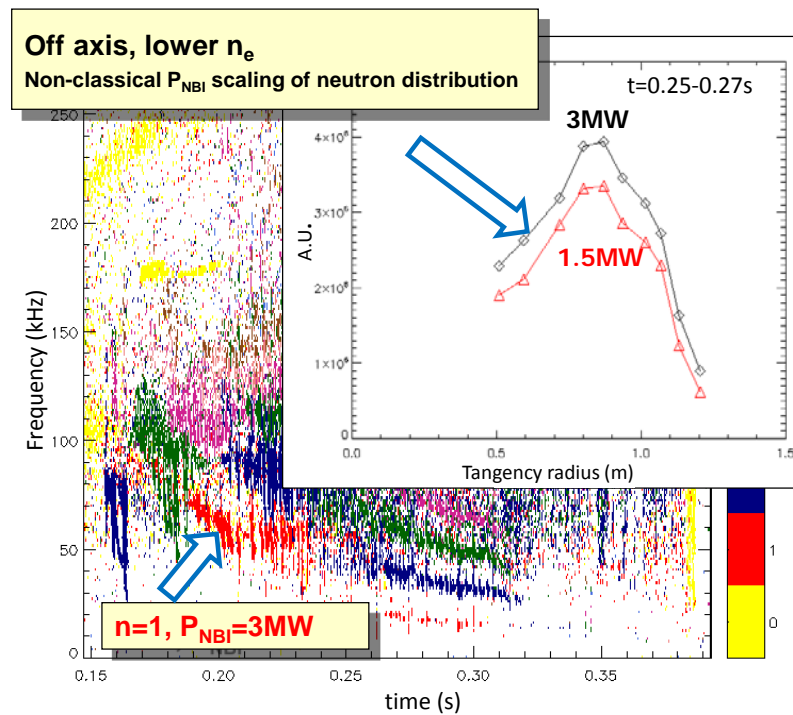 Off axis, lower nₑ
Non-classical P_NBI scaling of neutron distribution
t=0.25-0.27s
3MW
1.5MW
4×10⁶
3×10⁶
2×10⁶
1×10⁶
0
A.U.
0.0 0.5 1.0 1.5
Tangency radius (m)
250
200
150
100
50
0
Frequency (kHz)
n=1, P_NBI=3MW
0.15 0.20 0.25 0.30 0.35
time (s)
1
0